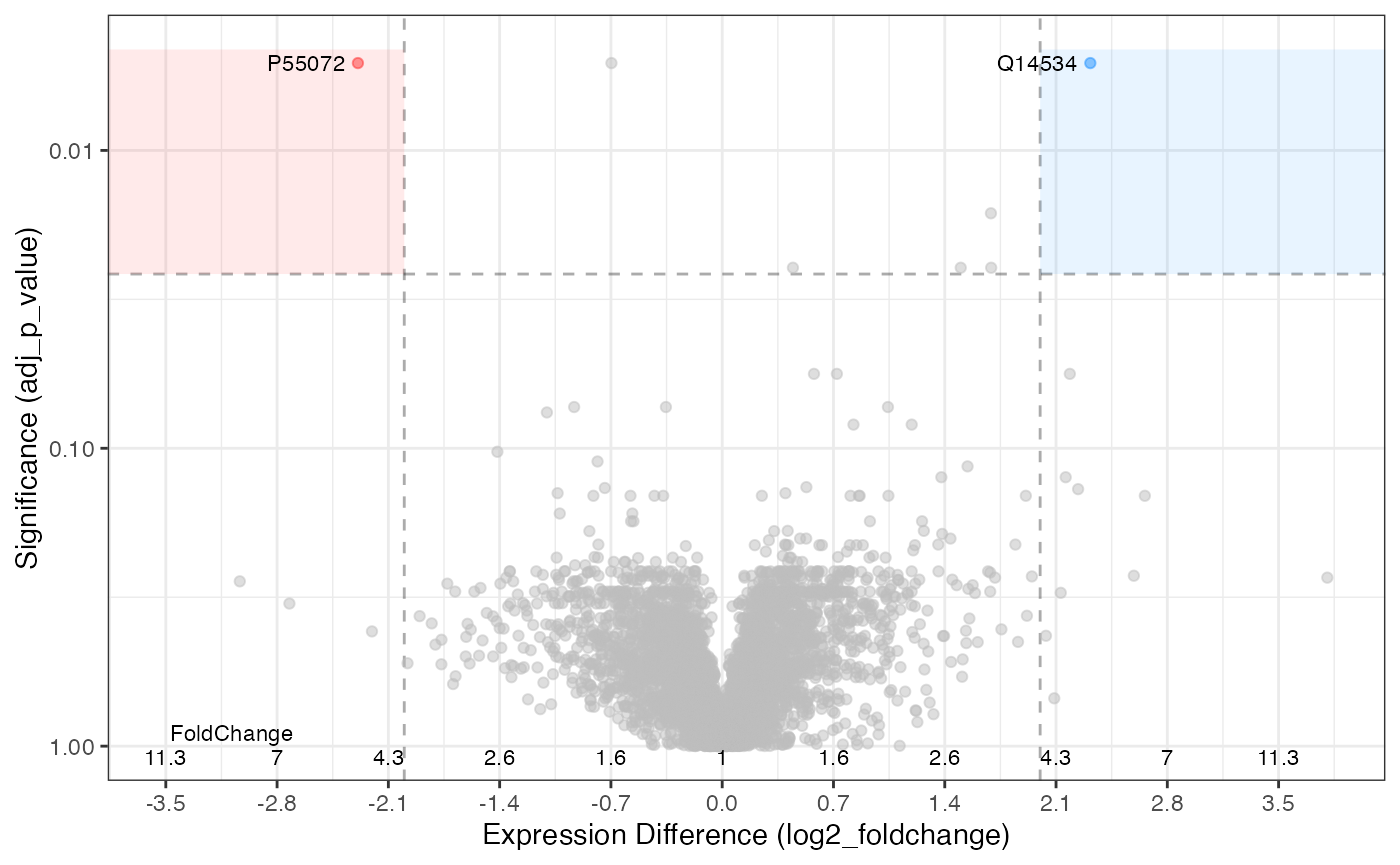 P55072
Q14534
0.01
0.10
1.00
Significance (adj_p_value)
FoldChange
11.3 7 4.3 2.6 1.6 1 1.6 2.6 4.3 7 11.3
-3.5 -2.8 -2.1 -1.4 -0.7 0.0 0.7 1.4 2.1 2.8 3.5
Expression Difference (log2_foldchange)